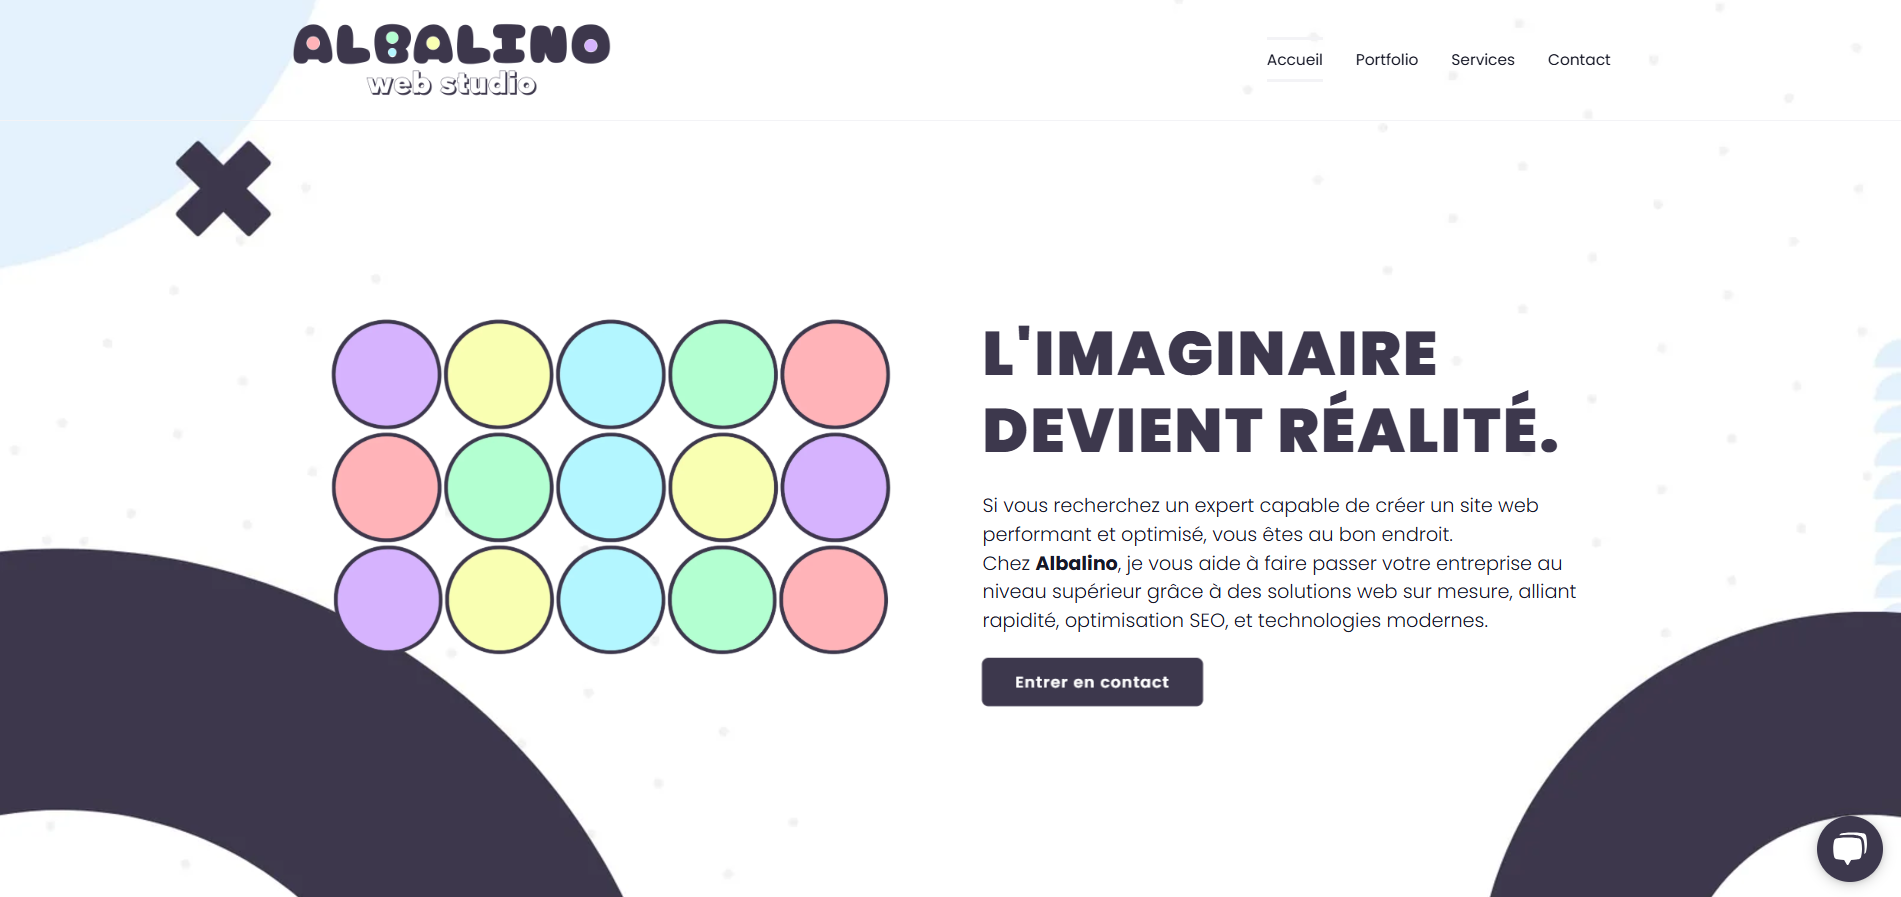 ALBALINO
web studio
Accueil
Portfolio
Services
Contact
L'IMAGINAIRE
DEVIENT RÉALITÉ.
Si vous recherchez un expert capable de créer un site web
performant et optimisé, vous êtes au bon endroit.
Chez Albalino, je vous aide à faire passer votre entreprise au
niveau supérieur grâce à des solutions web sur mesure, alliant
rapidité, optimisation SEO, et technologies modernes.
Entrer en contact